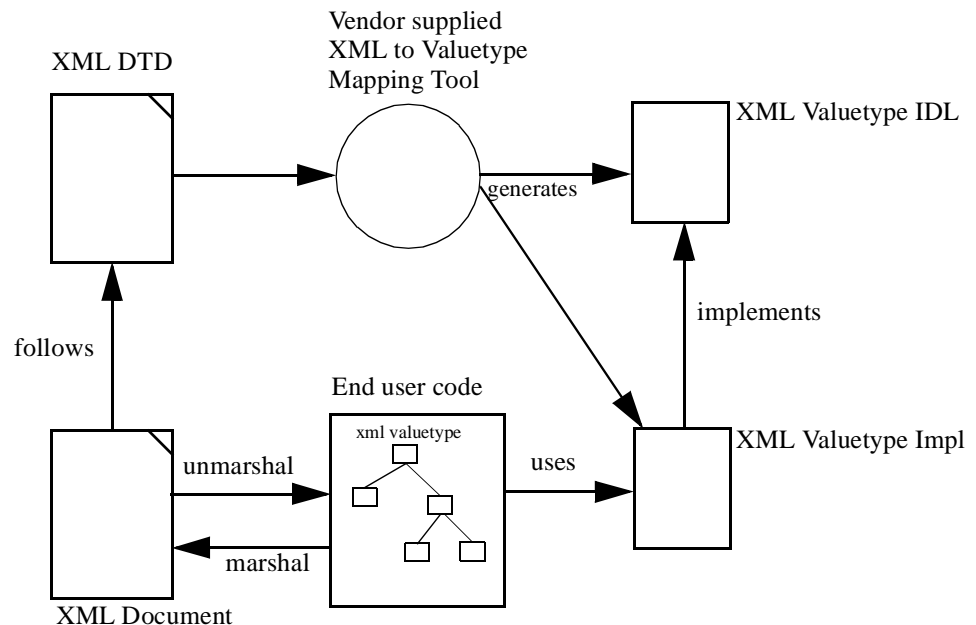 Vendor supplied
XML to Valuetype
Mapping Tool
XML DTD
XML Valuetype IDL
generates
implements
follows
End user code
xml valuetype
XML Valuetype Impl
unmarshal
uses
marshal
XML Document